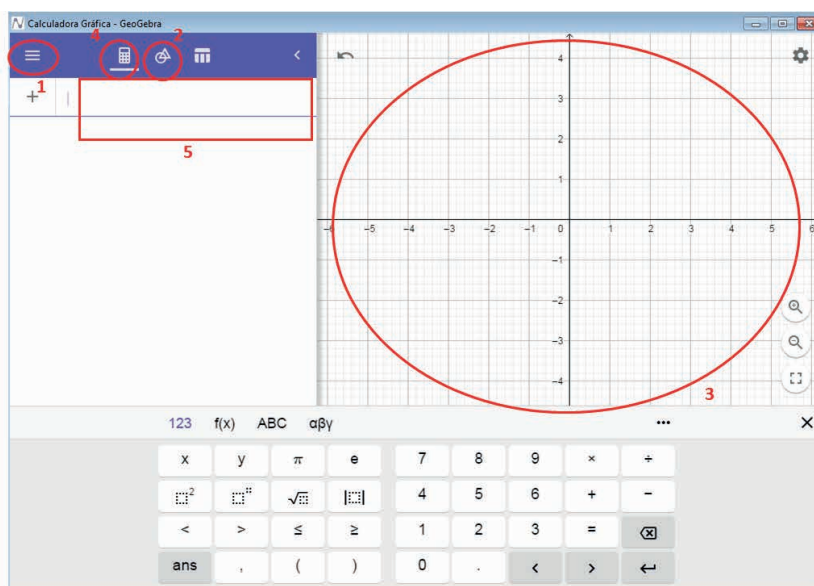 Calculadora Gráfica - GeoGebra
4 2
1
5
4
3
2
1
-6 -5 -4 -3 -2 -1 0 1 2 3 4 5 6
-1
-2
-3
-4
3
123 f(x) ABC αβγ ...
x y π e 7 8 9 × ÷
2 √ 4 5 6 + −
< > ≤ ≥ 1 2 3 =
ans , ( ) 0 . < >